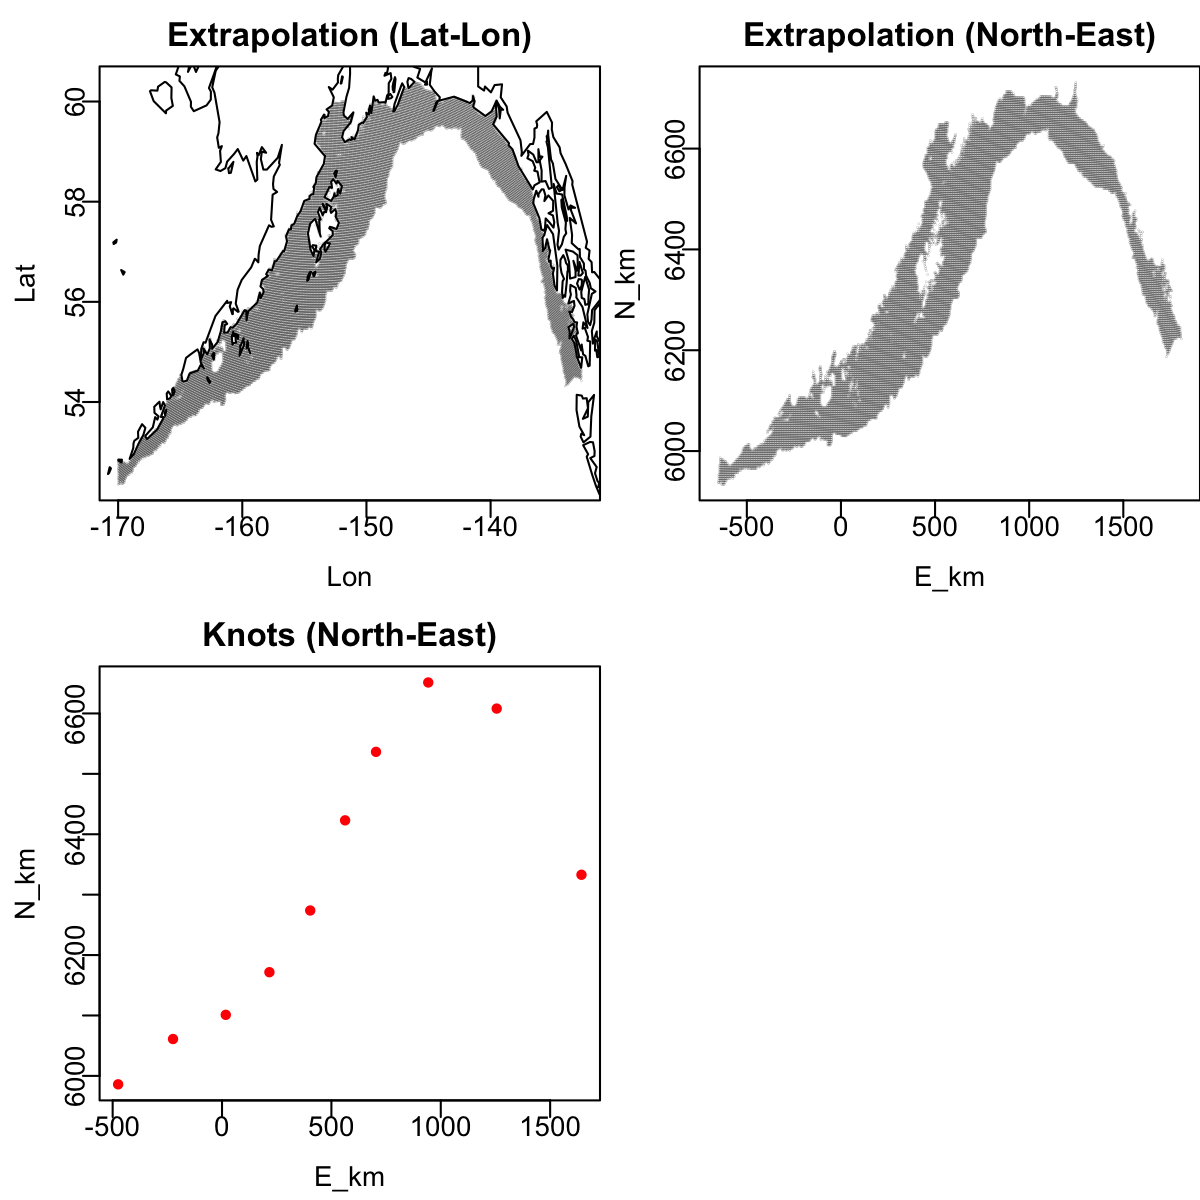 Extrapolation (Lat-Lon)
Lat
60
58
56
54
-170 -160 -150 -140
Lon
Extrapolation (North-East)
N_km
6600
6400
6200
6000
-500 0 500 1000 1500
E_km
Knots (North-East)
N_km
6600
6400
6200
6000
-500 0 500 1000 1500
E_km